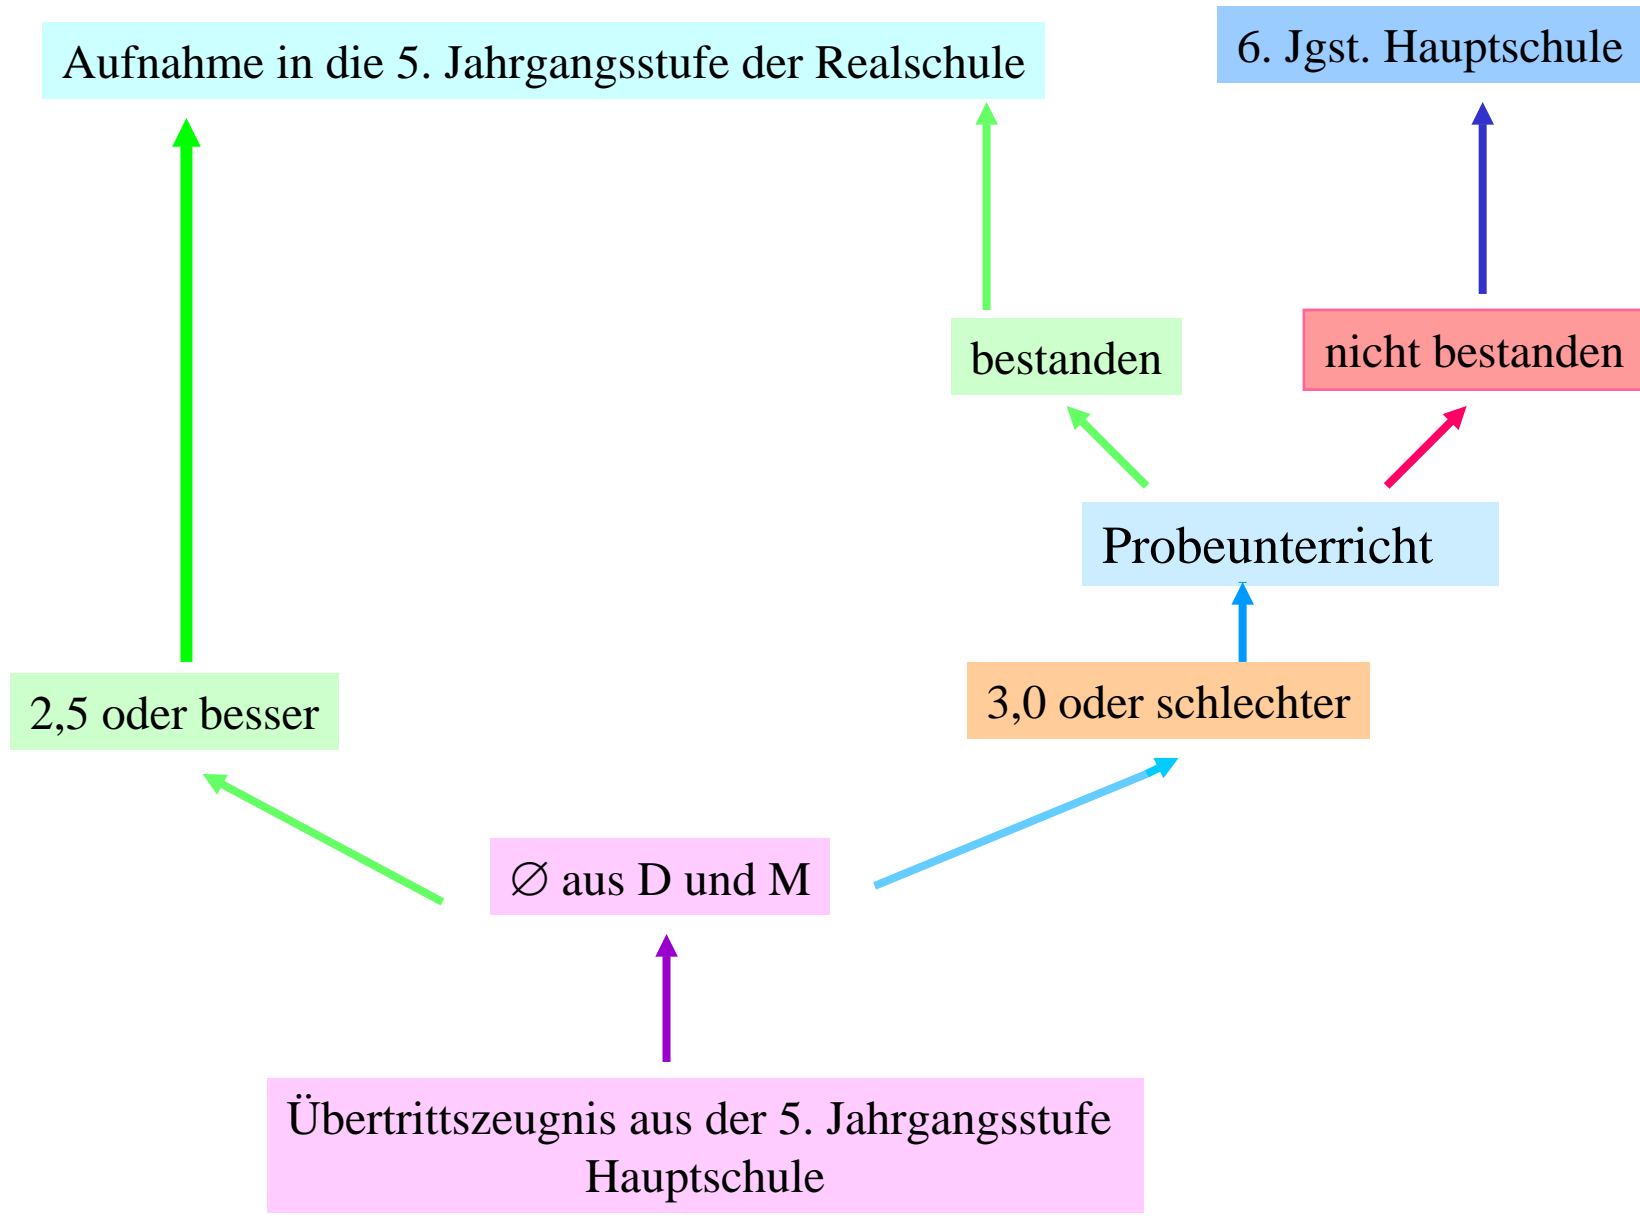 Aufnahme in die 5. Jahrgangsstufe der Realschule
6. Jgst. Hauptschule
bestanden
nicht bestanden
Probeunterricht
2,5 oder besser
3,0 oder schlechter
∅ aus D und M
Übertrittszeugnis aus der 5. Jahrgangsstufe
Hauptschule